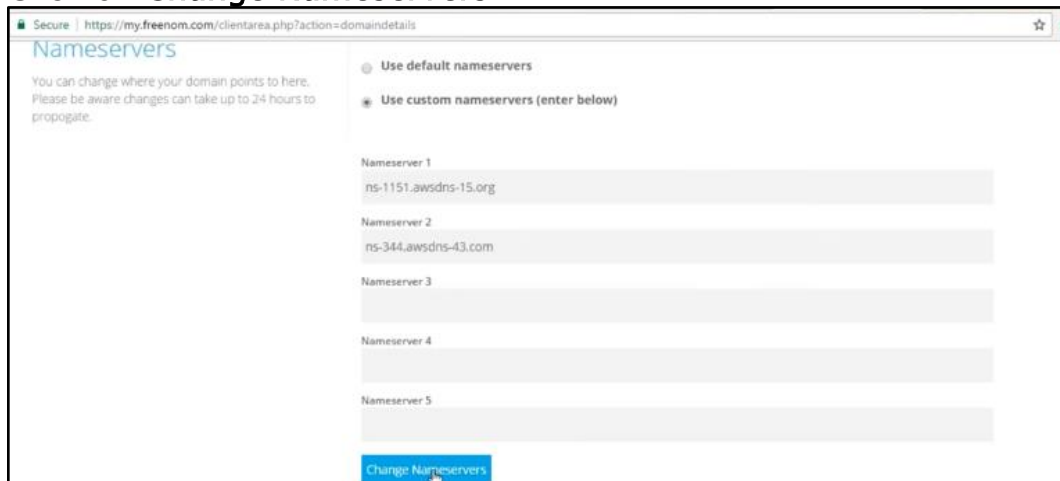 Secure | https://my.freenom.com/clientarea.php?action=domaindetails
Nameservers
You can change where your domain points to here.
Please be aware changes can take up to 24 hours to
propogate.
Use default nameservers
Use custom nameservers (enter below)
Nameserver 1
ns-1151.awsdns-15.org
Nameserver 2
ns-344.awsdns-43.com
Nameserver 3
Nameserver 4
Nameserver 5
Change Nameservers